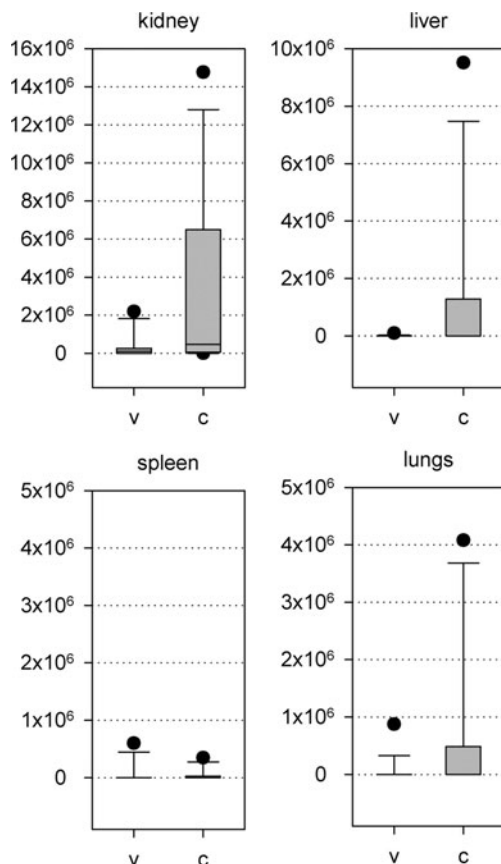 kidney
16x10⁶
14x10⁶
12x10⁶
10x10⁶
8x10⁶
6x10⁶
4x10⁶
2x10⁶
0
v c
liver
10x10⁶
8x10⁶
6x10⁶
4x10⁶
2x10⁶
0
v c
spleen
5x10⁶
4x10⁶
3x10⁶
2x10⁶
1x10⁶
0
v c
lungs
5x10⁶
4x10⁶
3x10⁶
2x10⁶
1x10⁶
0
v c